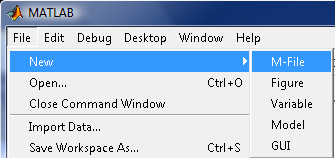 MATLAB
File Edit Debug Desktop Window Help
New M-File
Open... Ctrl+O Figure
Close Command Window Variable
Import Data... Model
Save Workspace As... Ctrl+S GUI